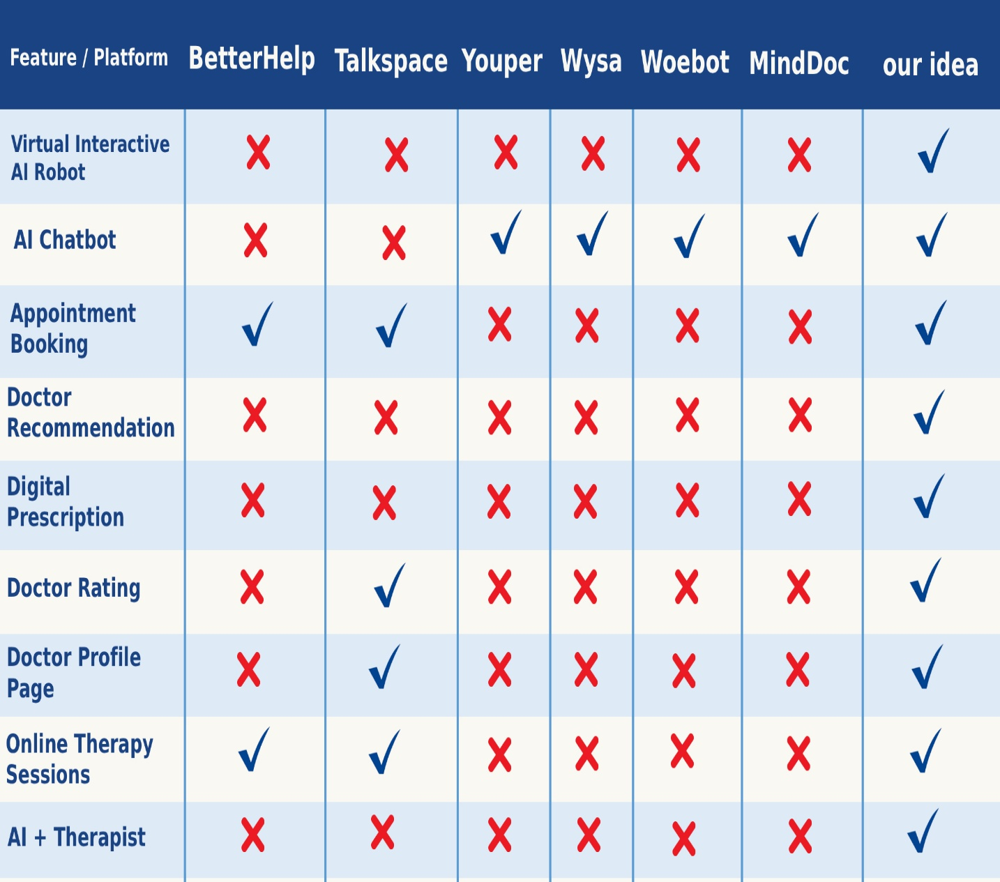 Feature / Platform BetterHelp Talkspace Youper Wysa Woebot MindDoc our idea
Virtual Interactive
AI Robot
AI Chatbot
Appointment
Booking
Doctor
Recommendation
Digital
Prescription
Doctor Rating
Doctor Profile
Page
Online Therapy
Sessions
AI + Therapist